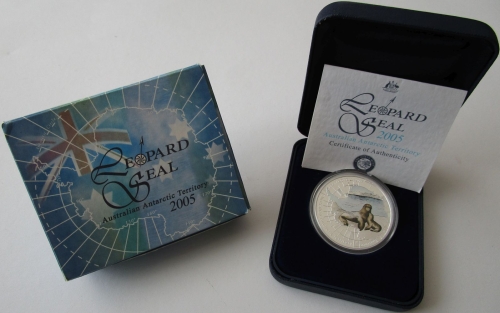 LEOPARD
SEAL
Australian Antarctic Territory
2005
LEOPARD
SEAL
2005
Australian Antarctic Territory
Certificate of Authenticity